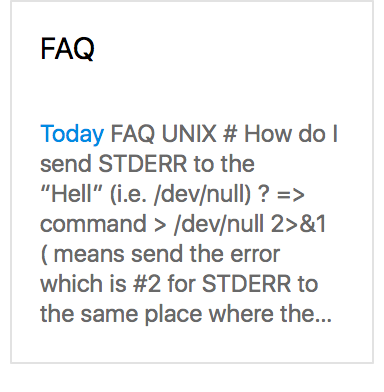 FAQ
Today FAQ UNIX # How do I
send STDERR to the
“Hell” (i.e. /dev/null) ? =>
command > /dev/null 2>&1
( means send the error
which is #2 for STDERR to
the same place where the...